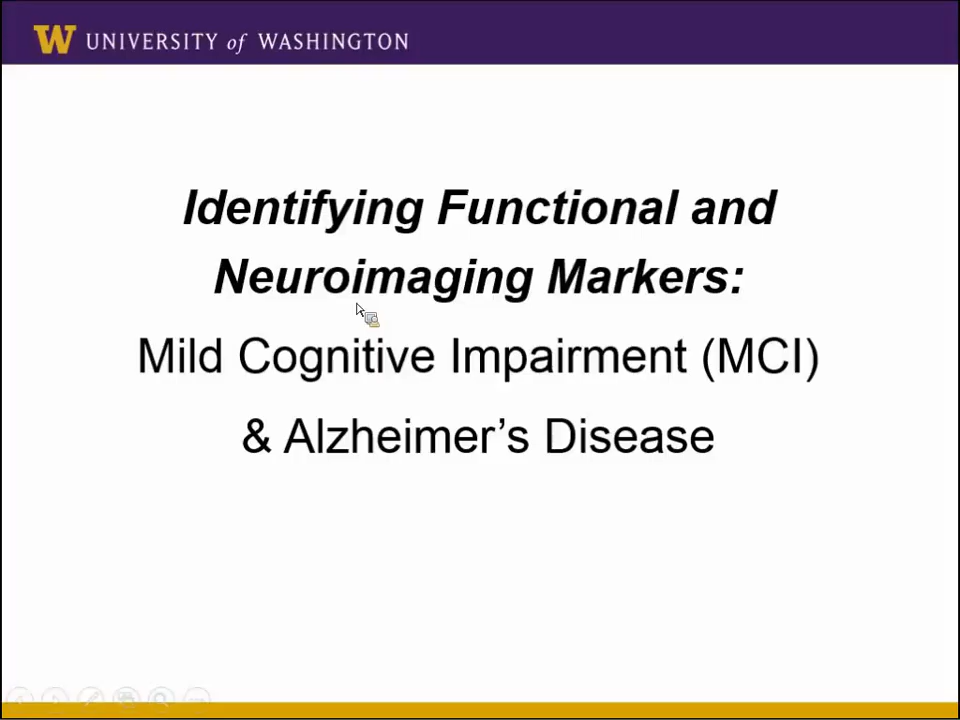 W UNIVERSITY of WASHINGTON
Identifying Functional and
Neuroimaging Markers:
Mild Cognitive Impairment (MCI)
& Alzheimer’s Disease